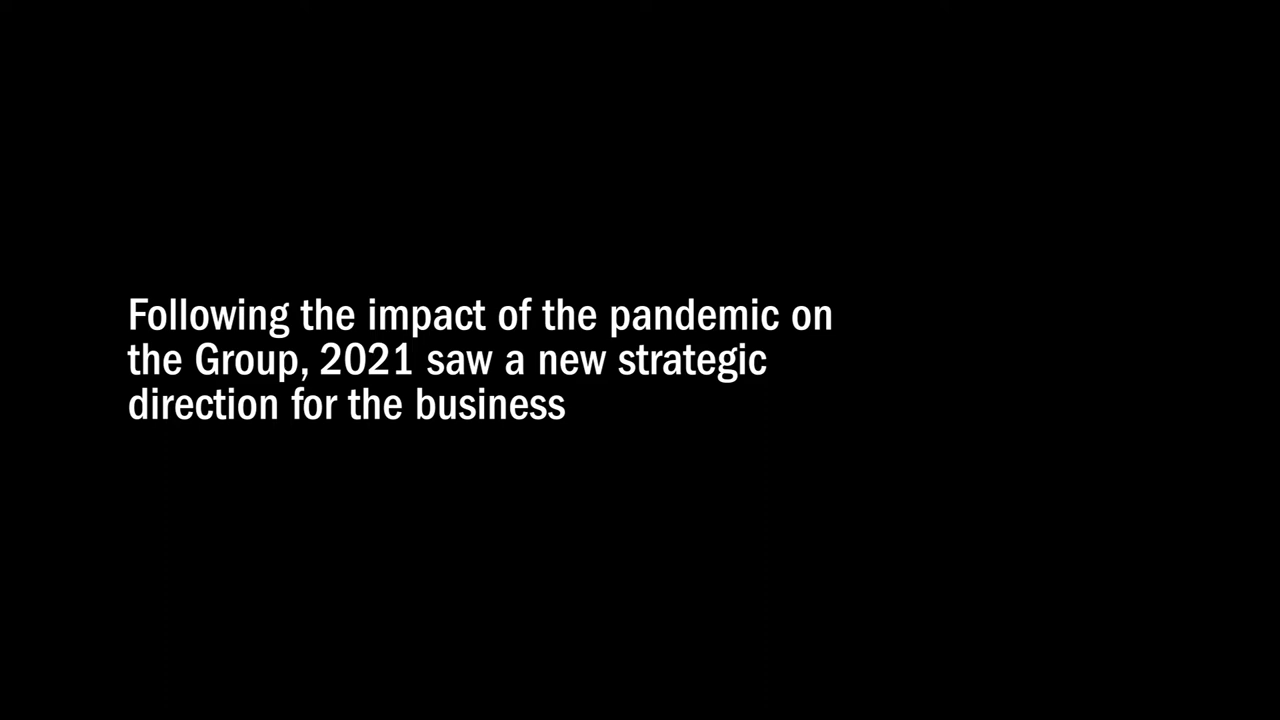 Following the impact of the pandemic on
the Group, 2021 saw a new strategic
direction for the business